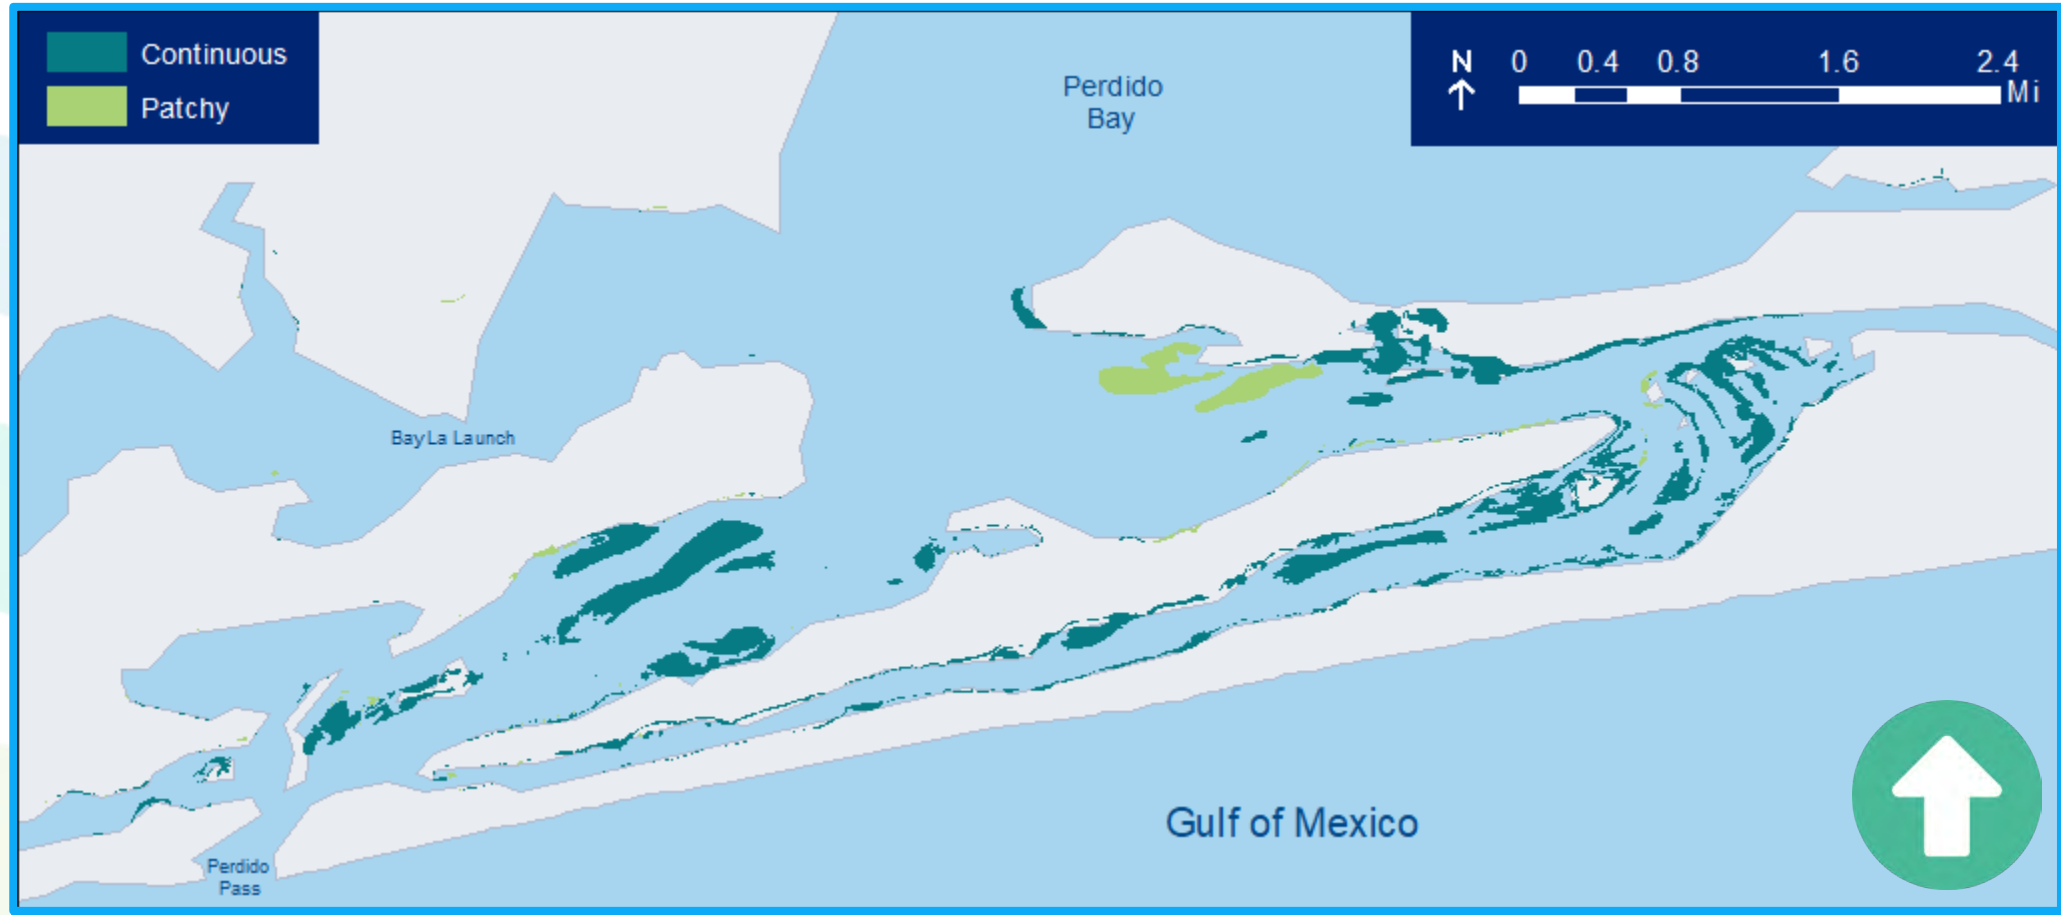 Continuous
Patchy
N
0 0.4 0.8 1.6 2.4
Mi
Perdido
Bay
Bay La Launch
Gulf of Mexico
Perdido
Pass